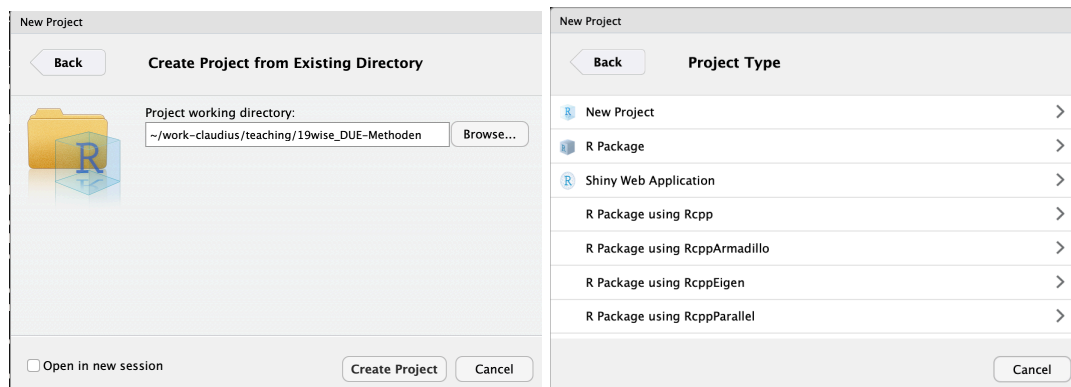 New Project
Back
Create Project from Existing Directory
Project working directory:
~/work-claudius/teaching/19wise_DUE-Methoden
Browse...
R
Open in new session
Create Project
Cancel
New Project
Back
Project Type
R New Project
R R Package
R Shiny Web Application
R Package using Rcpp
R Package using RcppArmadillo
R Package using RcppEigen
R Package using RcppParallel
Cancel